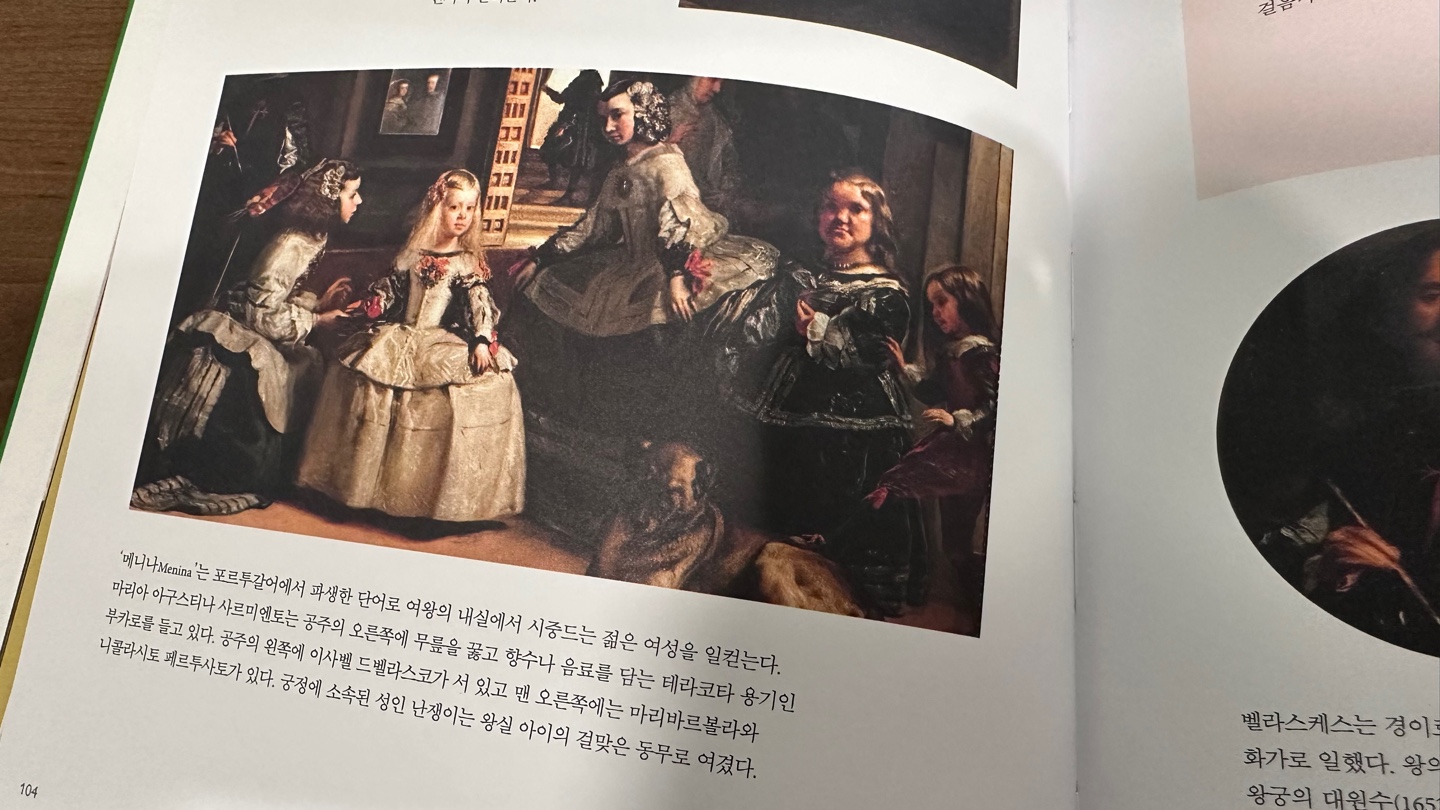 '메니나Menina'는 포르투갈어에서 파생한 단어로 여왕의 내실에서 시중드는 젊은 여성을 일컫는다.
마리아 아구스티나 사르미엔토는 공주의 오른쪽에 무릎을 꿇고 향수나 음료를 담는 테라코타 용기인
부카로를 들고 있다. 공주의 왼쪽에 이사벨 드벨라스코가 서 있고 맨 오른쪽에는 마리바르볼라와
니콜라시토 페르투사토가 있다. 궁정에 소속된 성인 난쟁이는 왕실 아이의 걸맞은 동무로 여겼다.
104
벨라스케스는 경이로
화가로 일했다. 왕의
왕궁의 대원수(165